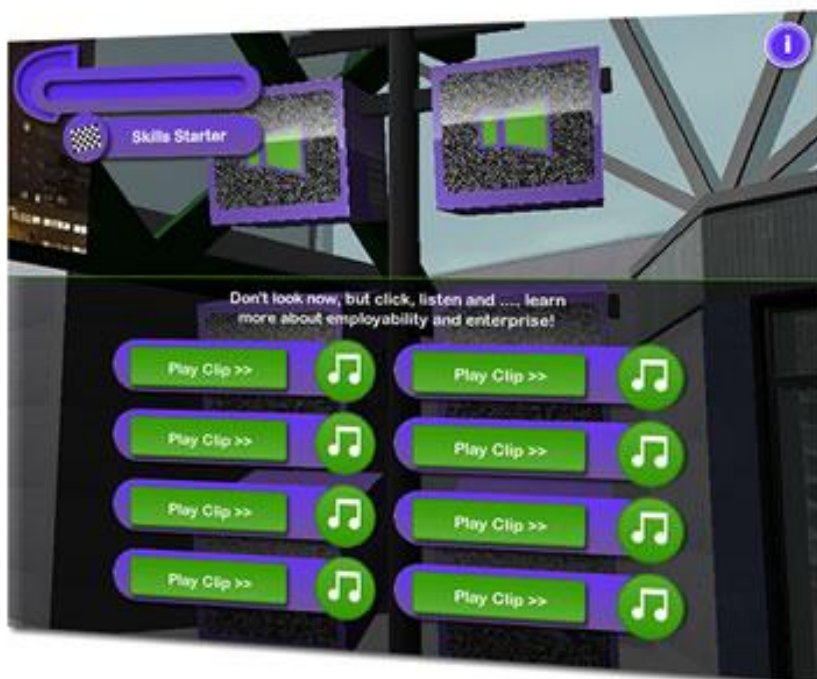 i
Skills Starter
Don't look now, but click, listen and ...., learn
more about employability and enterprise!
Play Clip >>
Play Clip >>
Play Clip >>
Play Clip >>
Play Clip >>
Play Clip >>
Play Clip >>
Play Clip >>